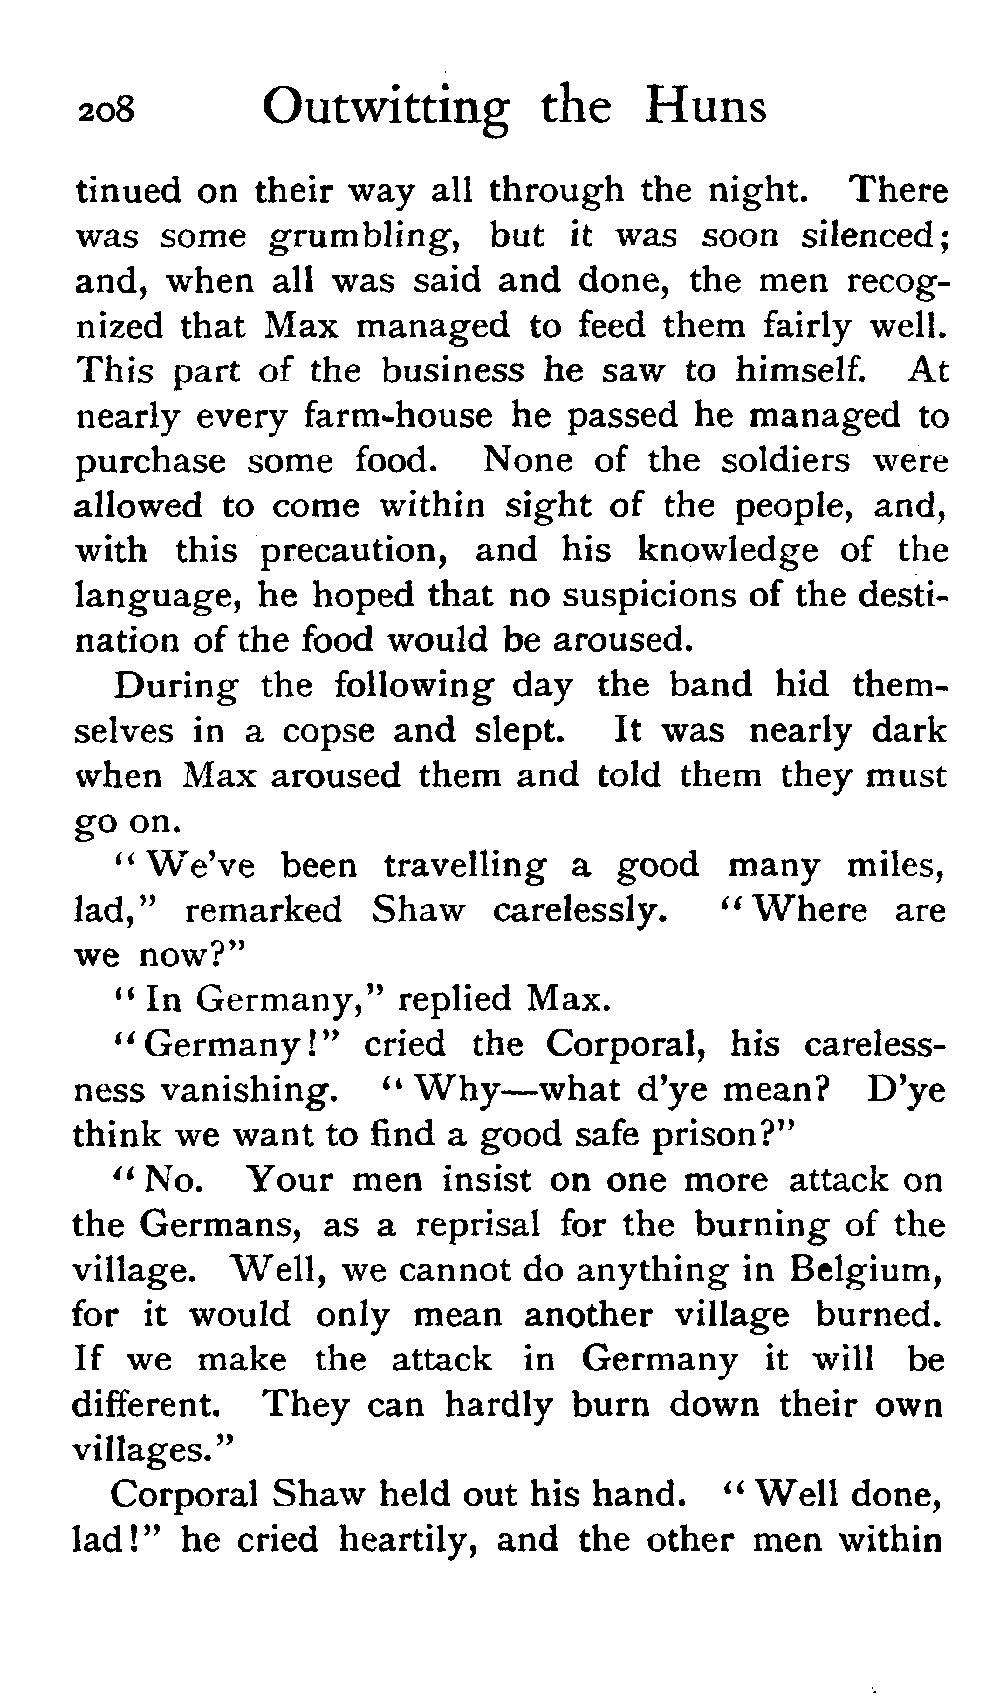 208 Outwitting the Huns
tinued on their way all through the night. There
was some grumbling, but it was soon silenced;
and, when all was said and done, the men recog-
nized that Max managed to feed them fairly well.
This part of the business he saw to himself. At
nearly every farm-house he passed he managed to
purchase some food. None of the soldiers were
allowed to come within sight of the people, and,
with this precaution, and his knowledge of the
language, he hoped that no suspicions of the desti-
nation of the food would be aroused.
During the following day the band hid them-
selves in a copse and slept. It was nearly dark
when Max aroused them and told them they must
go on.
“We’ve been travelling a good many miles,
lad,” remarked Shaw carelessly. “Where are
we now?”
“In Germany,” replied Max.
“Germany!” cried the Corporal, his careless-
ness vanishing. “Why—what d’ye mean? D’ye
think we want to find a good safe prison?”
“No. Your men insist on one more attack on
the Germans, as a reprisal for the burning of the
village. Well, we cannot do anything in Belgium,
for it would only mean another village burned.
If we make the attack in Germany it will be
different. They can hardly burn down their own
villages.”
Corporal Shaw held out his hand. “Well done,
lad!” he cried heartily, and the other men within